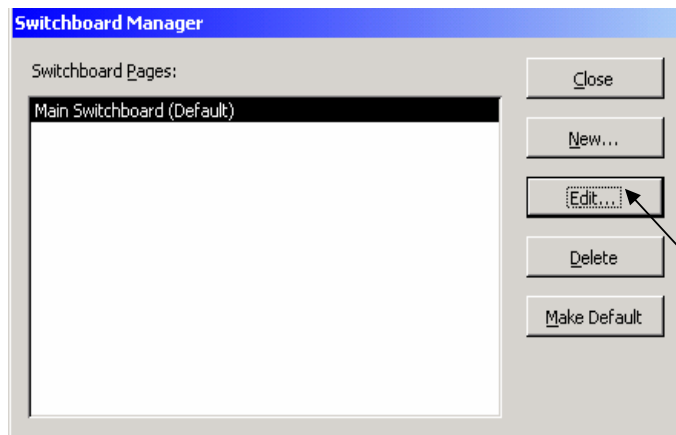 Switchboard Manager
Switchboard Pages:
Main Switchboard (Default)
Close
New...
Edit...
Delete
Make Default